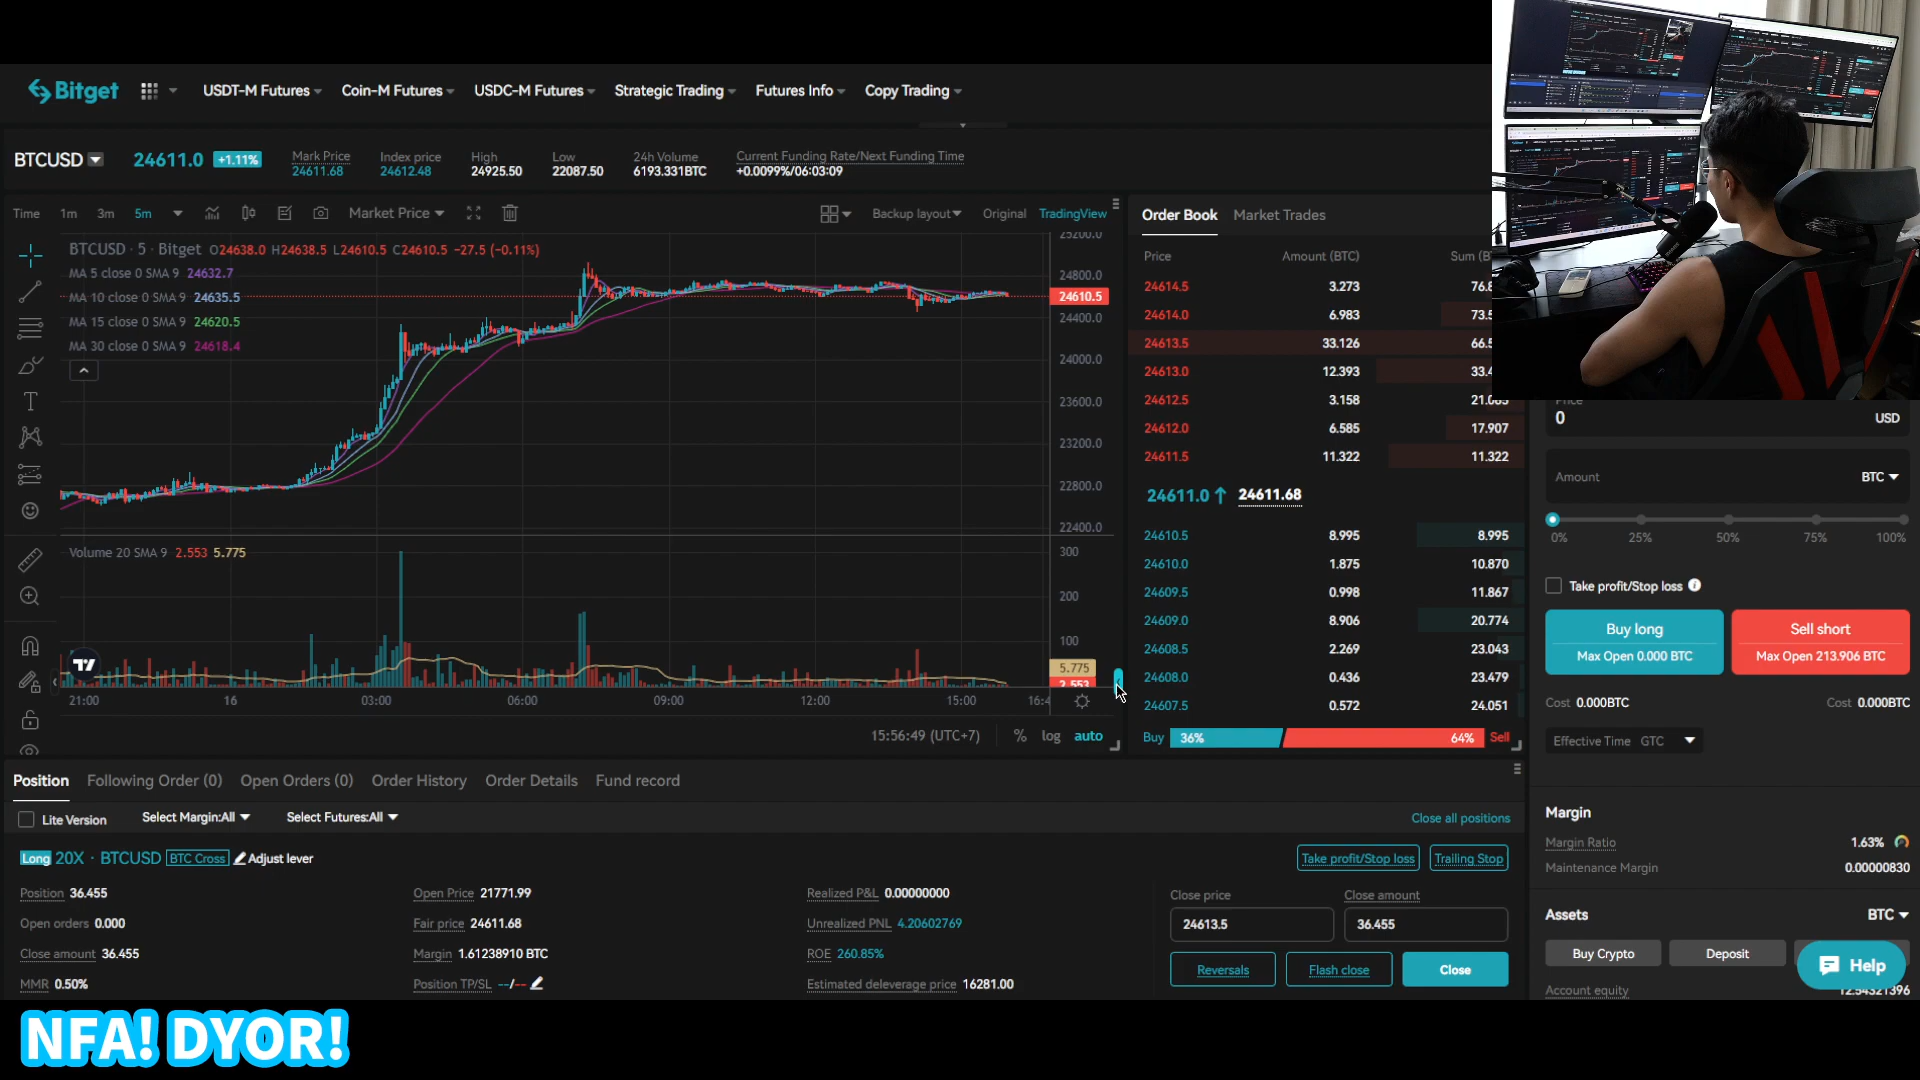 Bitget
USDT-M Futures
Coin-M Futures
USDC-M Futures
Strategic Trading
Futures Info
Copy Trading
BTCUSD 24611.0 +1.11%
Mark Price
24611.68
Index price
24612.48
High
24925.50
Low
22087.50
24h Volume
6193.331BTC
Current Funding Rate/Next Funding Time
+0.0099%/06:03:09
Time 1m 3m 5m Market Price Backup layout Original TradingView
BTCUSD · 5 · Bitget O24638.0 H24638.5 L24610.5 C24610.5 −27.5 (−0.11%)
MA 5 close 0 SMA 9 24632.7
MA 10 close 0 SMA 9 24635.5
MA 15 close 0 SMA 9 24620.5
MA 30 close 0 SMA 9 24618.4
25200.0
24800.0
24610.5
24400.0
24000.0
23600.0
23200.0
22800.0
22400.0
Volume 20 SMA 9 2.553 5.775
300
200
100
5.775
2.553
21:00 16 03:00 06:00 09:00 12:00 15:00 16:4
15:56:49 (UTC+7) % log auto
Order Book Market Trades
Price Amount (BTC) Sum (B
24614.5 3.273 76.8
24614.0 6.983 73.5
24613.5 33.126 66.5
24613.0 12.393 33.4
24612.5 3.158 21.065
24612.0 6.585 17.907
24611.5 11.322 11.322
24611.0 ↑ 24611.68
24610.5 8.995 8.995
24610.0 1.875 10.870
24609.5 0.998 11.867
24609.0 8.906 20.774
24608.5 2.269 23.043
24608.0 0.436 23.479
24607.5 0.572 24.051
Buy 36% 64% Sell
Price
0 USD
Amount BTC
0% 25% 50% 75% 100%
Take profit/Stop loss
Buy long
Max Open 0.000 BTC
Sell short
Max Open 213.906 BTC
Cost 0.000BTC Cost 0.000BTC
Effective Time GTC
Margin
Margin Ratio 1.63%
Maintenance Margin 0.00000830
Assets BTC
Buy Crypto Deposit
Help
Account equity 12.54321396
Position Following Order (0) Open Orders (0) Order History Order Details Fund record
Lite Version Select Margin:All Select Futures:All Close all positions
Long 20X · BTCUSD BTC Cross Adjust lever Take profit/Stop loss Trailing Stop
Position 36.455
Open orders 0.000
Close amount 36.455
MMR 0.50%
Open Price 21771.99
Fair price 24611.68
Margin 1.61238910 BTC
Position TP/SL --/--
Realized P&L 0.00000000
Unrealized PNL 4.20602769
ROE 260.85%
Estimated deleverage price 16281.00
Close price Close amount
24613.5 36.455
Reversals Flash close Close
NFA! DYOR!